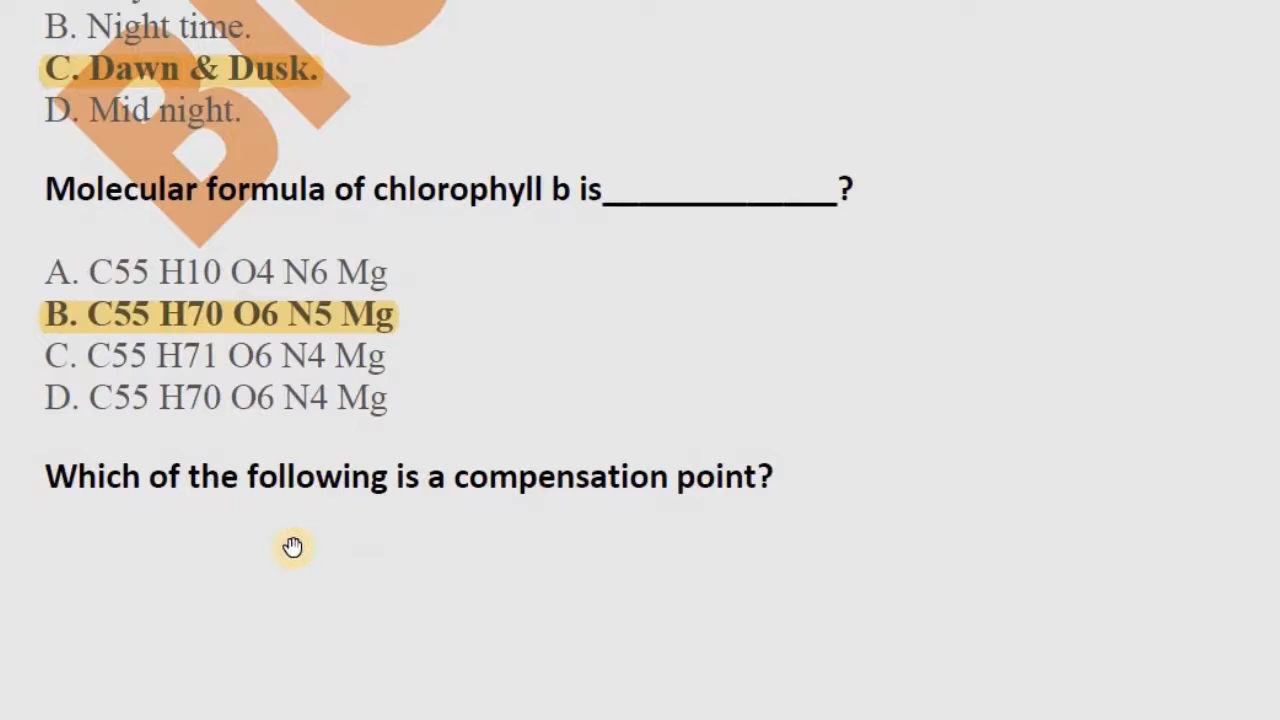 B. Night time.
C. Dawn & Dusk.
D. Mid night.
Molecular formula of chlorophyll b is_____________?
A. C55 H10 O4 N6 Mg
B. C55 H70 O6 N5 Mg
C. C55 H71 O6 N4 Mg
D. C55 H70 O6 N4 Mg
Which of the following is a compensation point?